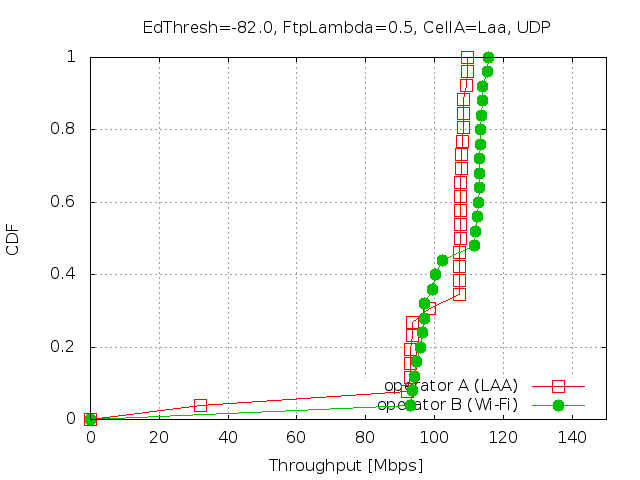 EdThresh=-82.0, FtpLambda=0.5, CellA=Laa, UDP
1
0.8
0.6
0.4
0.2
0
CDF
operator A (LAA)
operator B (Wi-Fi)
0 20 40 60 80 100 120 140
Throughput [Mbps]